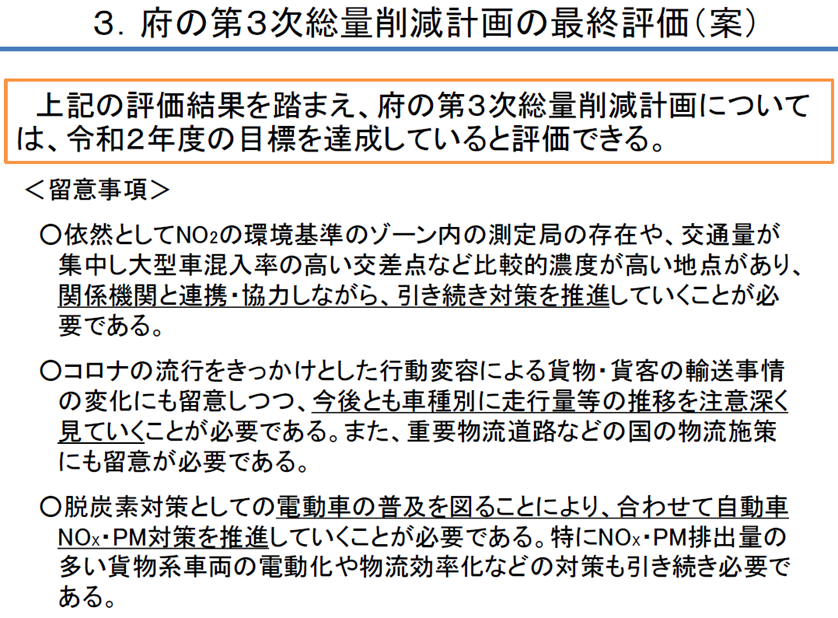 ３．府の第３次総量削減計画の最終評価（案）
上記の評価結果を踏まえ、府の第３次総量削減計画について
は、令和２年度の目標を達成していると評価できる。
＜留意事項＞
○依然としてNO₂の環境基準のゾーン内の測定局の存在や、交通量が
集中し大型車混入率の高い交差点など比較的濃度が高い地点があり、
関係機関と連携・協力しながら、引き続き対策を推進していくことが必
要である。
○コロナの流行をきっかけとした行動変容による貨物・貨客の輸送事情
の変化にも留意しつつ、今後とも車種別に走行量等の推移を注意深く
見ていくことが必要である。また、重要物流道路などの国の物流施策
にも留意が必要である。
○脱炭素対策としての電動車の普及を図ることにより、合わせて自動車
NOx・PM対策を推進していくことが必要である。特にNOx・PM排出量の
多い貨物系車両の電動化や物流効率化などの対策も引き続き必要で
ある。